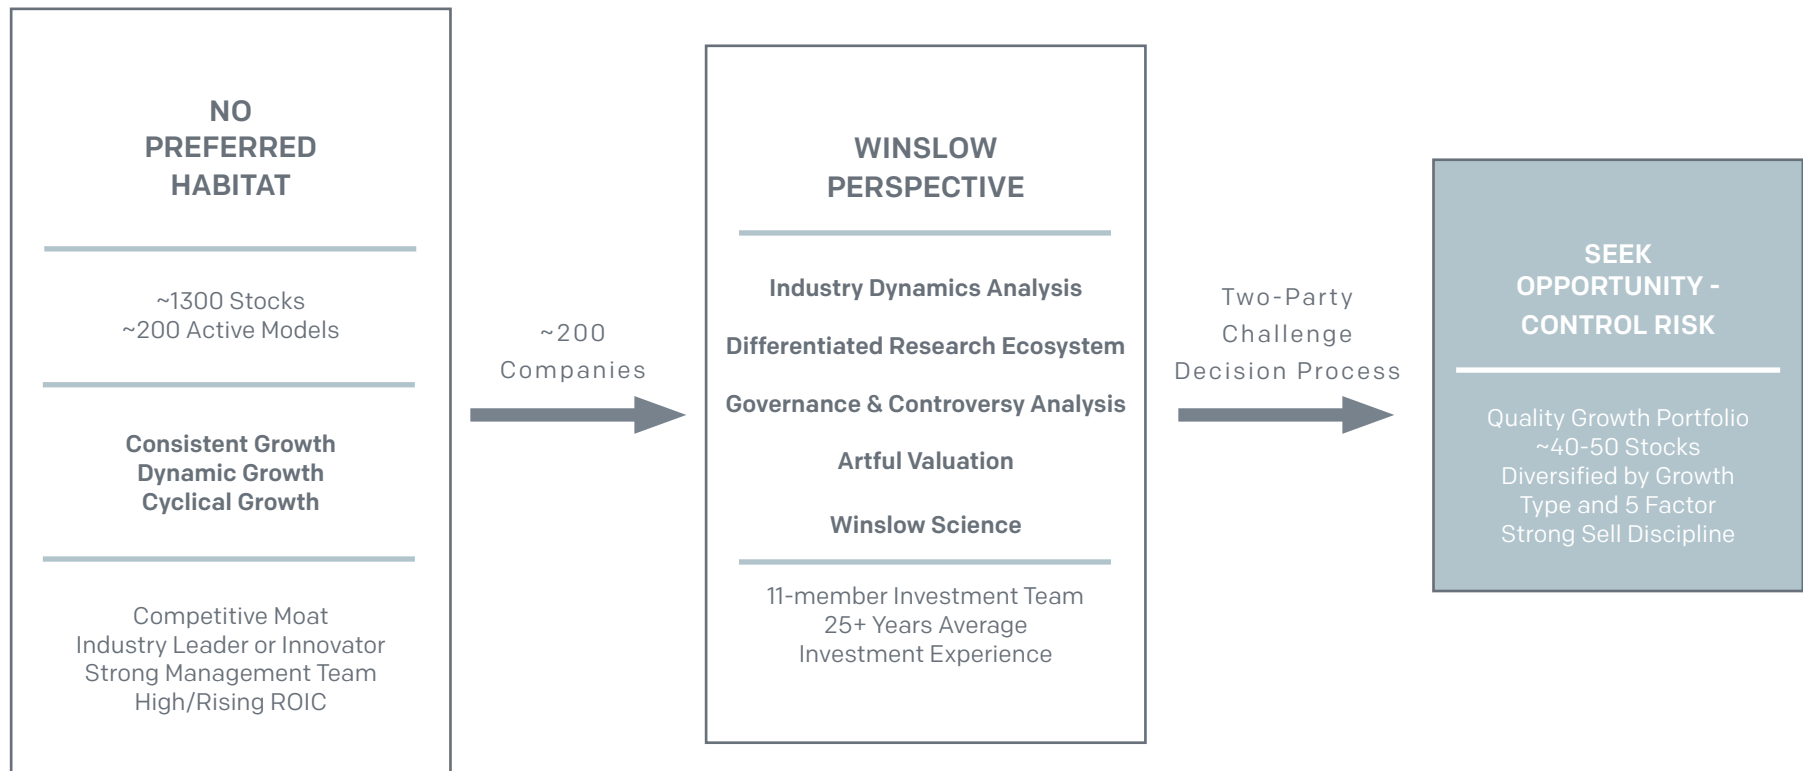 NO
PREFERRED
HABITAT
~1300 Stocks
~200 Active Models
Consistent Growth
Dynamic Growth
Cyclical Growth
Competitive Moat
Industry Leader or Innovator
Strong Management Team
High/Rising ROIC
~200
Companies
WINSLOW
PERSPECTIVE
Industry Dynamics Analysis
Differentiated Research Ecosystem
Governance & Controversy Analysis
Artful Valuation
Winslow Science
11-member Investment Team
25+ Years Average
Investment Experience
Two-Party
Challenge
Decision Process
SEEK
OPPORTUNITY -
CONTROL RISK
Quality Growth Portfolio
~40-50 Stocks
Diversified by Growth
Type and 5 Factor
Strong Sell Discipline